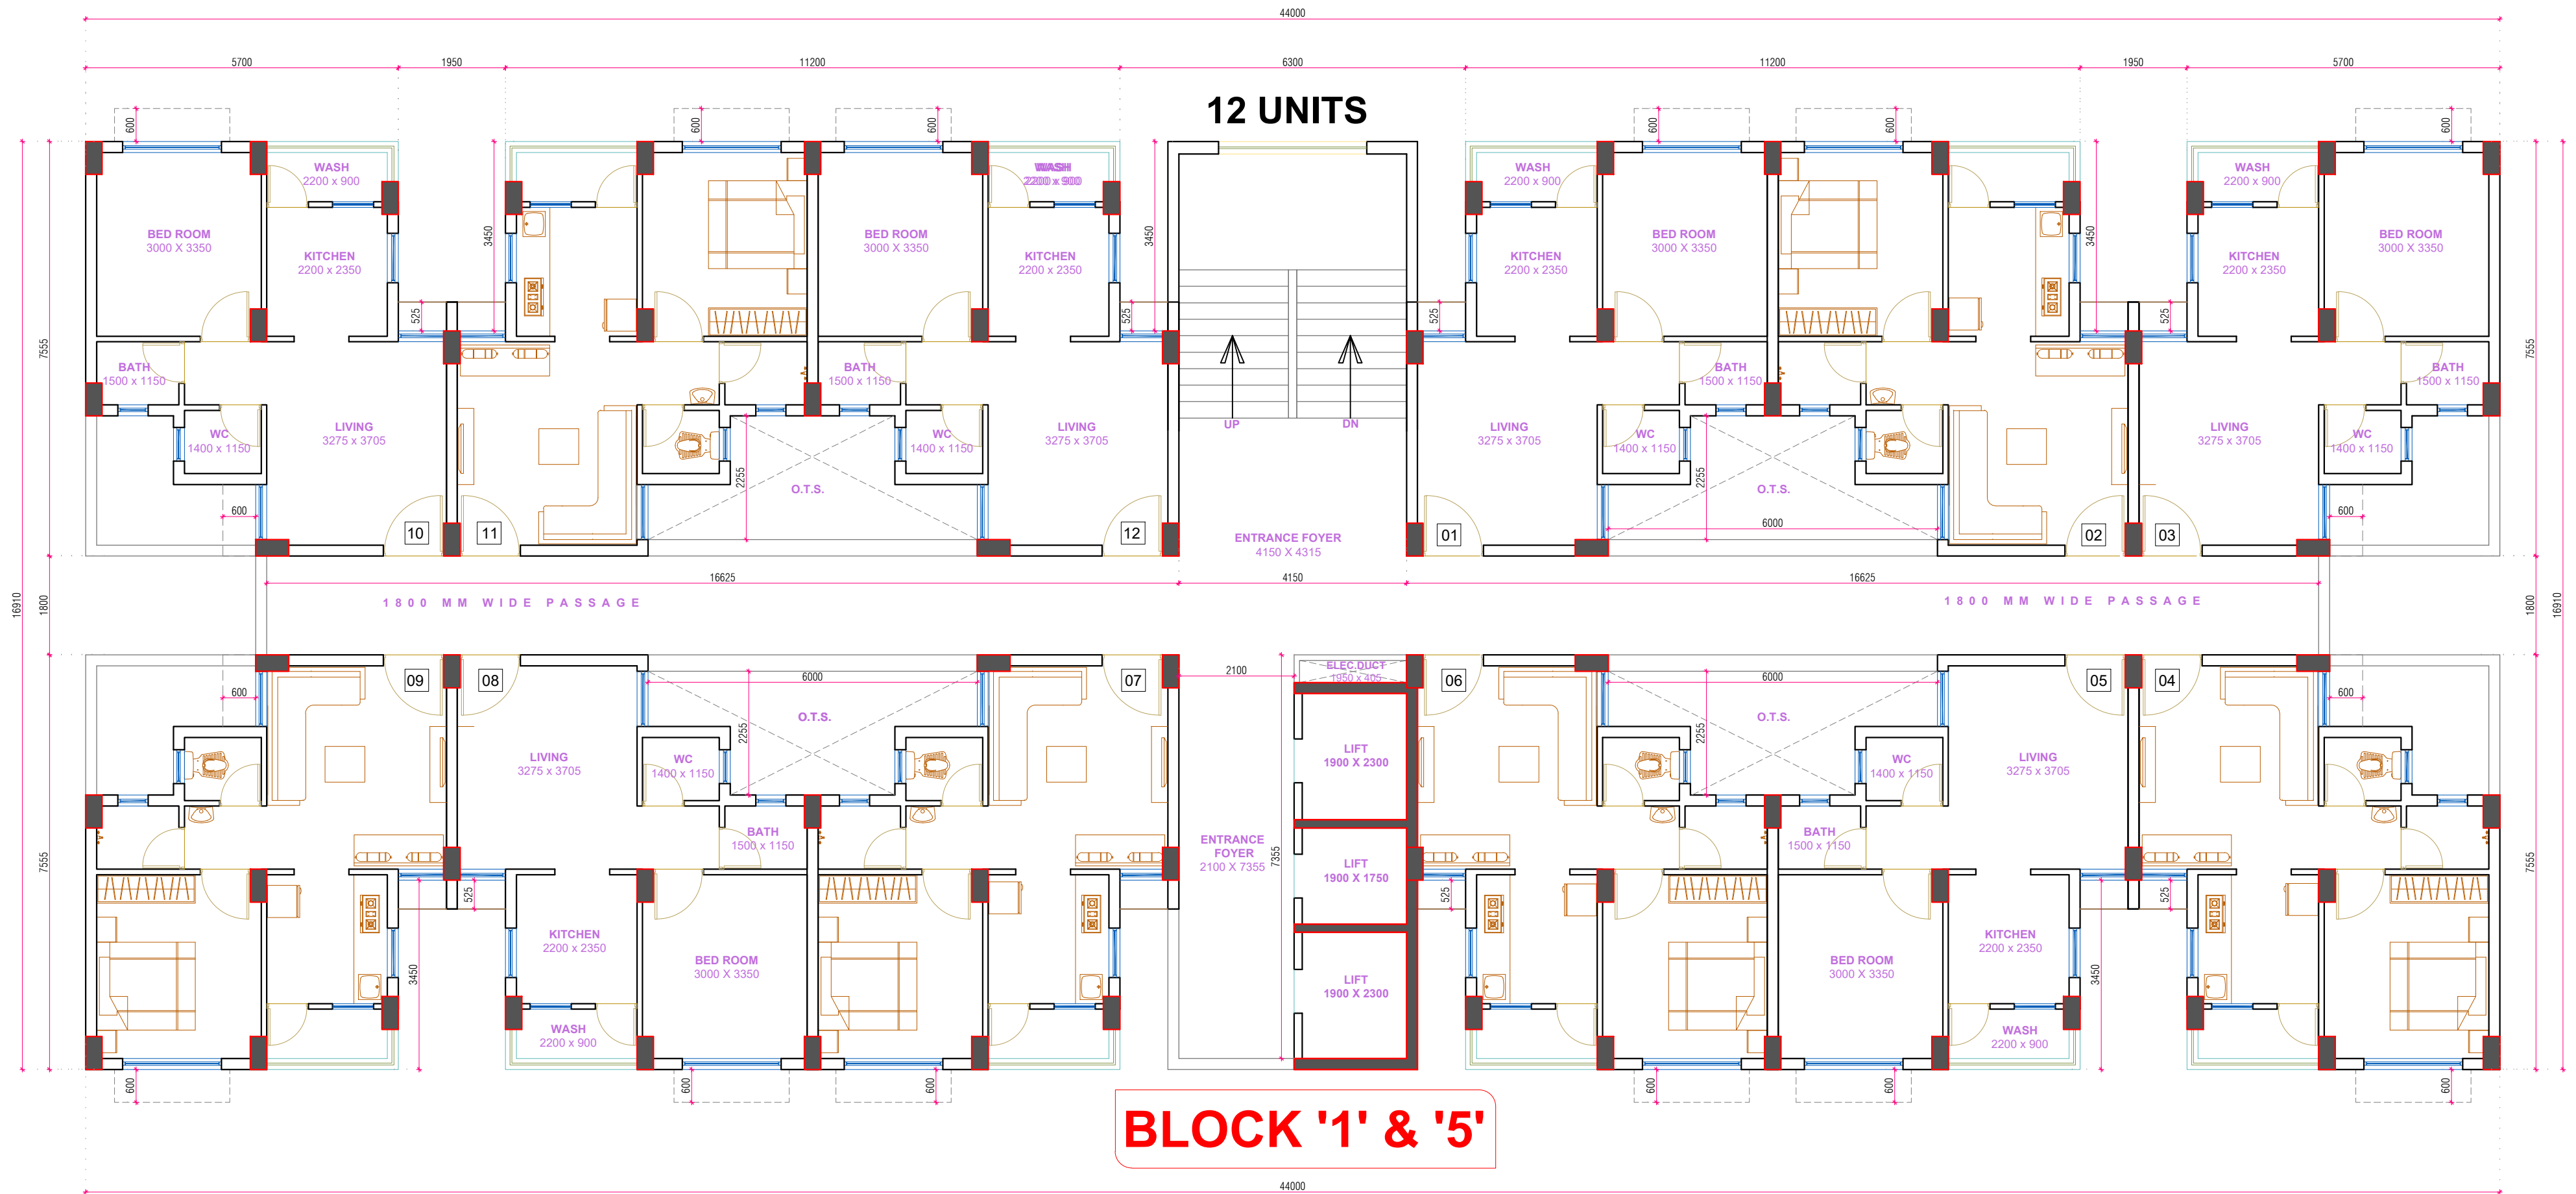 44000
5700 1950 11200 6300 11200 1950 5700
12 UNITS
600 600 600 600 600 600
WASH WASH WASH WASH
2200 x 900 2200 x 900 2200 x 900 2200 x 900
BED ROOM BED ROOM BED ROOM BED ROOM
3000 X 3350 3000 X 3350 3000 X 3350 3000 X 3350
3450 3450 3450
KITCHEN KITCHEN KITCHEN KITCHEN
2200 x 2350 2200 x 2350 2200 x 2350 2200 x 2350
525 525 525 525
7555 7555
BATH BATH BATH BATH
1500 x 1150 1500 x 1150 1500 x 1150 1500 x 1150
UP DN
LIVING LIVING LIVING LIVING
3275 x 3705 3275 x 3705 3275 x 3705 3275 x 3705
WC WC WC WC
1400 x 1150 1400 x 1150 1400 x 1150 1400 x 1150
2255 2255
O.T.S. O.T.S.
600 6000 600
10 11 12 01 02 03
ENTRANCE FOYER
4150 X 4315
16625 4150 16625
16910 1800 1800 16910
1800 MM WIDE PASSAGE 1800 MM WIDE PASSAGE
09 08 07 06 05 04
2100
ELEC.DUCT
1950 x 405
600 6000 6000 600
O.T.S. O.T.S.
2255 2255
LIVING WC LIFT WC LIVING
3275 x 3705 1400 x 1150 1900 X 2300 1400 x 1150 3275 x 3705
BATH BATH
1500 x 1150 1500 x 1150
ENTRANCE
FOYER
2100 X 7355
7355
LIFT
1900 X 1750
7555 7555
525 525 525
KITCHEN KITCHEN
2200 x 2350 2200 x 2350
BED ROOM BED ROOM
3000 X 3350 3000 X 3350
3450 3450
LIFT
1900 X 2300
WASH WASH
2200 x 900 2200 x 900
600 600 600 600 600 600
BLOCK '1' & '5'
44000